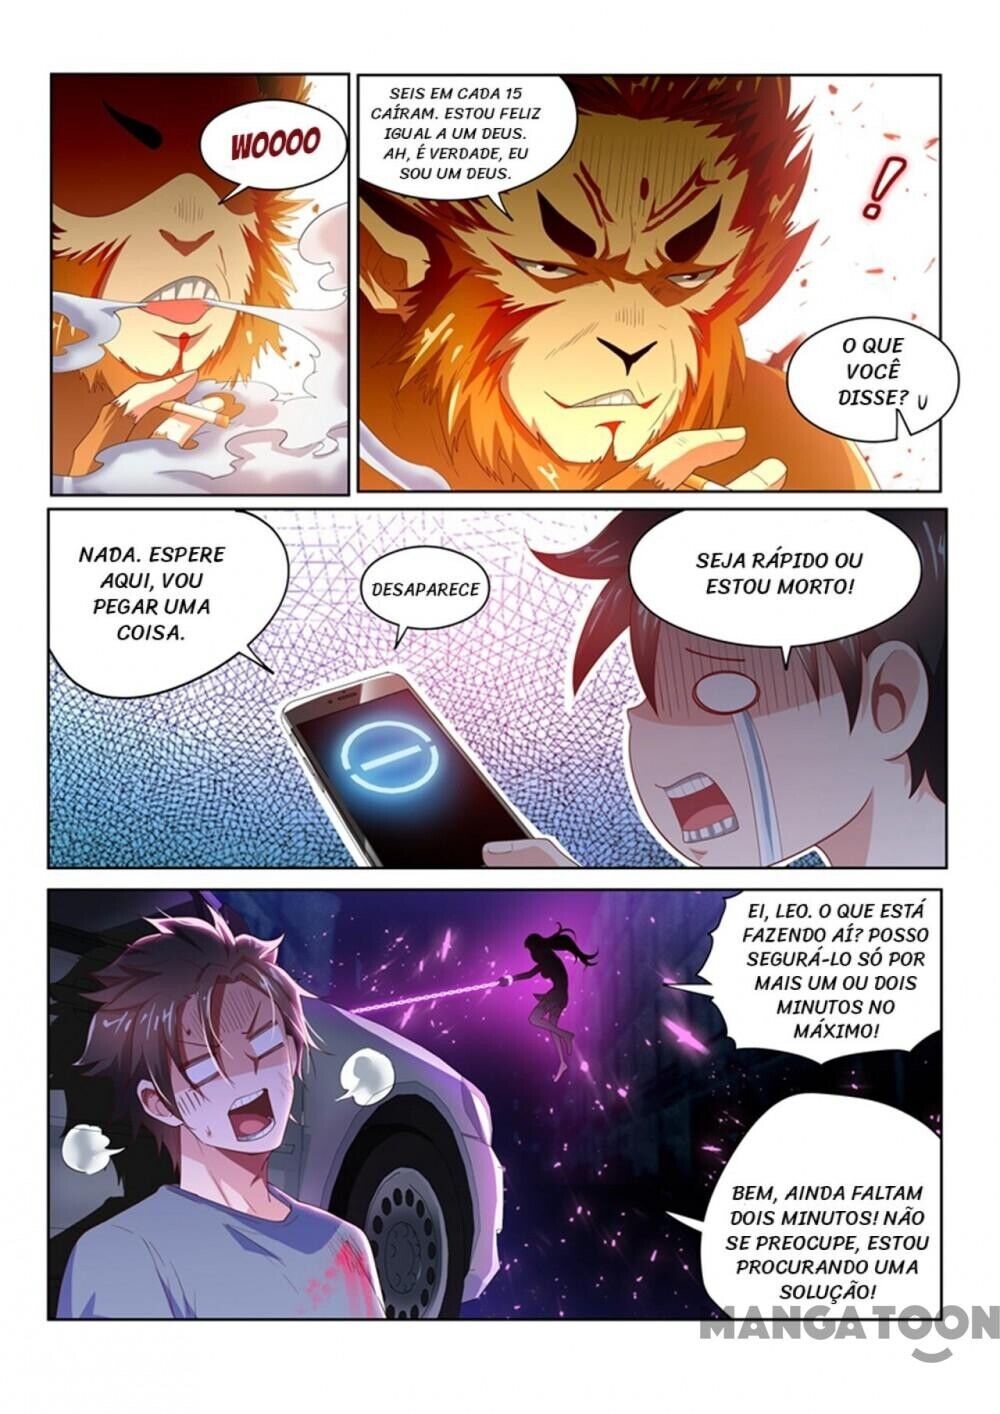 WOOOO
SEIS EM CADA 15
CAÍRAM. ESTOU FELIZ
IGUAL A UM DEUS.
AH, É VERDADE, EU
SOU UM DEUS.
!
O QUE
VOCÊ
DISSE?
NADA. ESPERE
AQUI, VOU
PEGAR UMA
COISA.
DESAPARECE
SEJA RÁPIDO OU
ESTOU MORTO!
EI, LEO. O QUE ESTÁ
FAZENDO AÍ? POSSO
SEGURÁ-LO SÓ POR
MAIS UM OU DOIS
MINUTOS NO
MÁXIMO!
BEM, AINDA FALTAM
DOIS MINUTOS! NÃO
SE PREOCUPE, ESTOU
PROCURANDO UMA
SOLUÇÃO!
MANGATOON